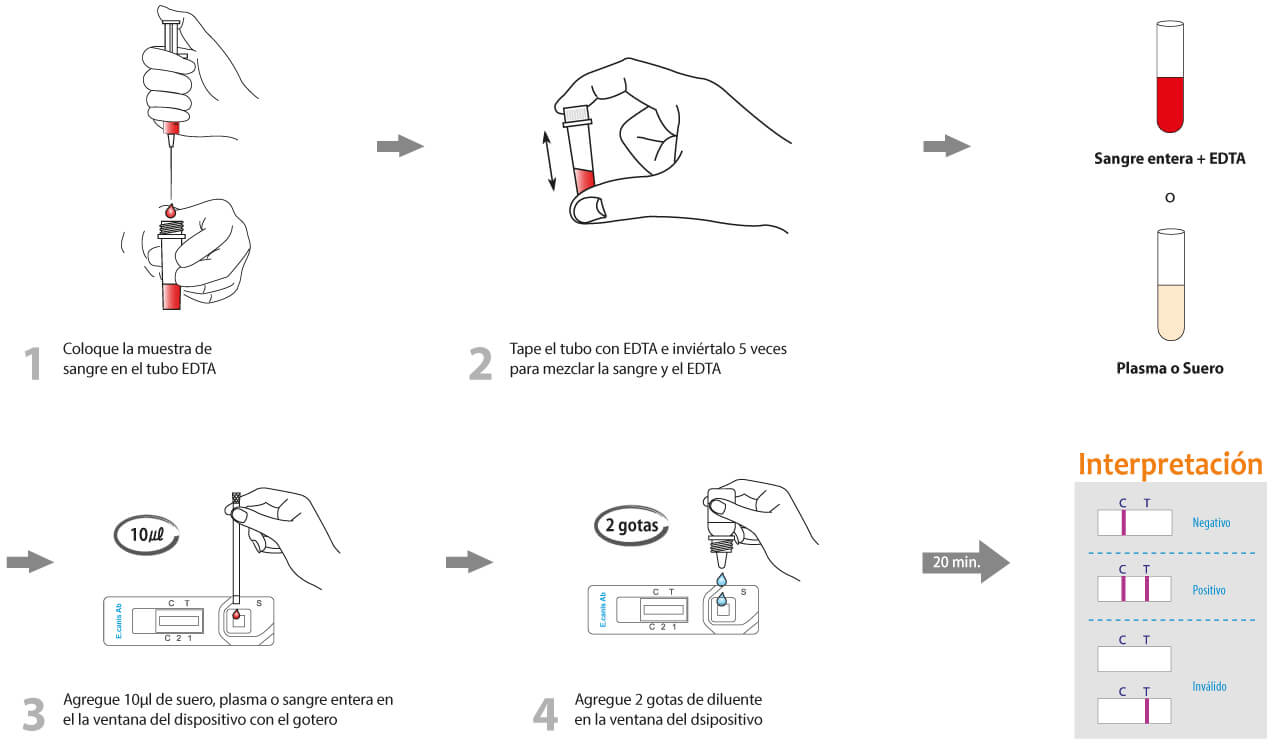 Sangre entera + EDTA
o
Plasma o Suero
1
Coloque la muestra de
sangre en el tubo EDTA
2
Tape el tubo con EDTA e inviértalo 5 veces
para mezclar la sangre y el EDTA
10µℓ
E.canis Ab
C T
S
C 2 1
3
Agregue 10µl de suero, plasma o sangre entera en
el la ventana del dispositivo con el gotero
2 gotas
E.canis Ab
C T
S
C 2 1
4
Agregue 2 gotas de diluente
en la ventana del dsipositivo
20 min.
Interpretación
C T
Negativo
C T
Positivo
C T
Inválido
C T